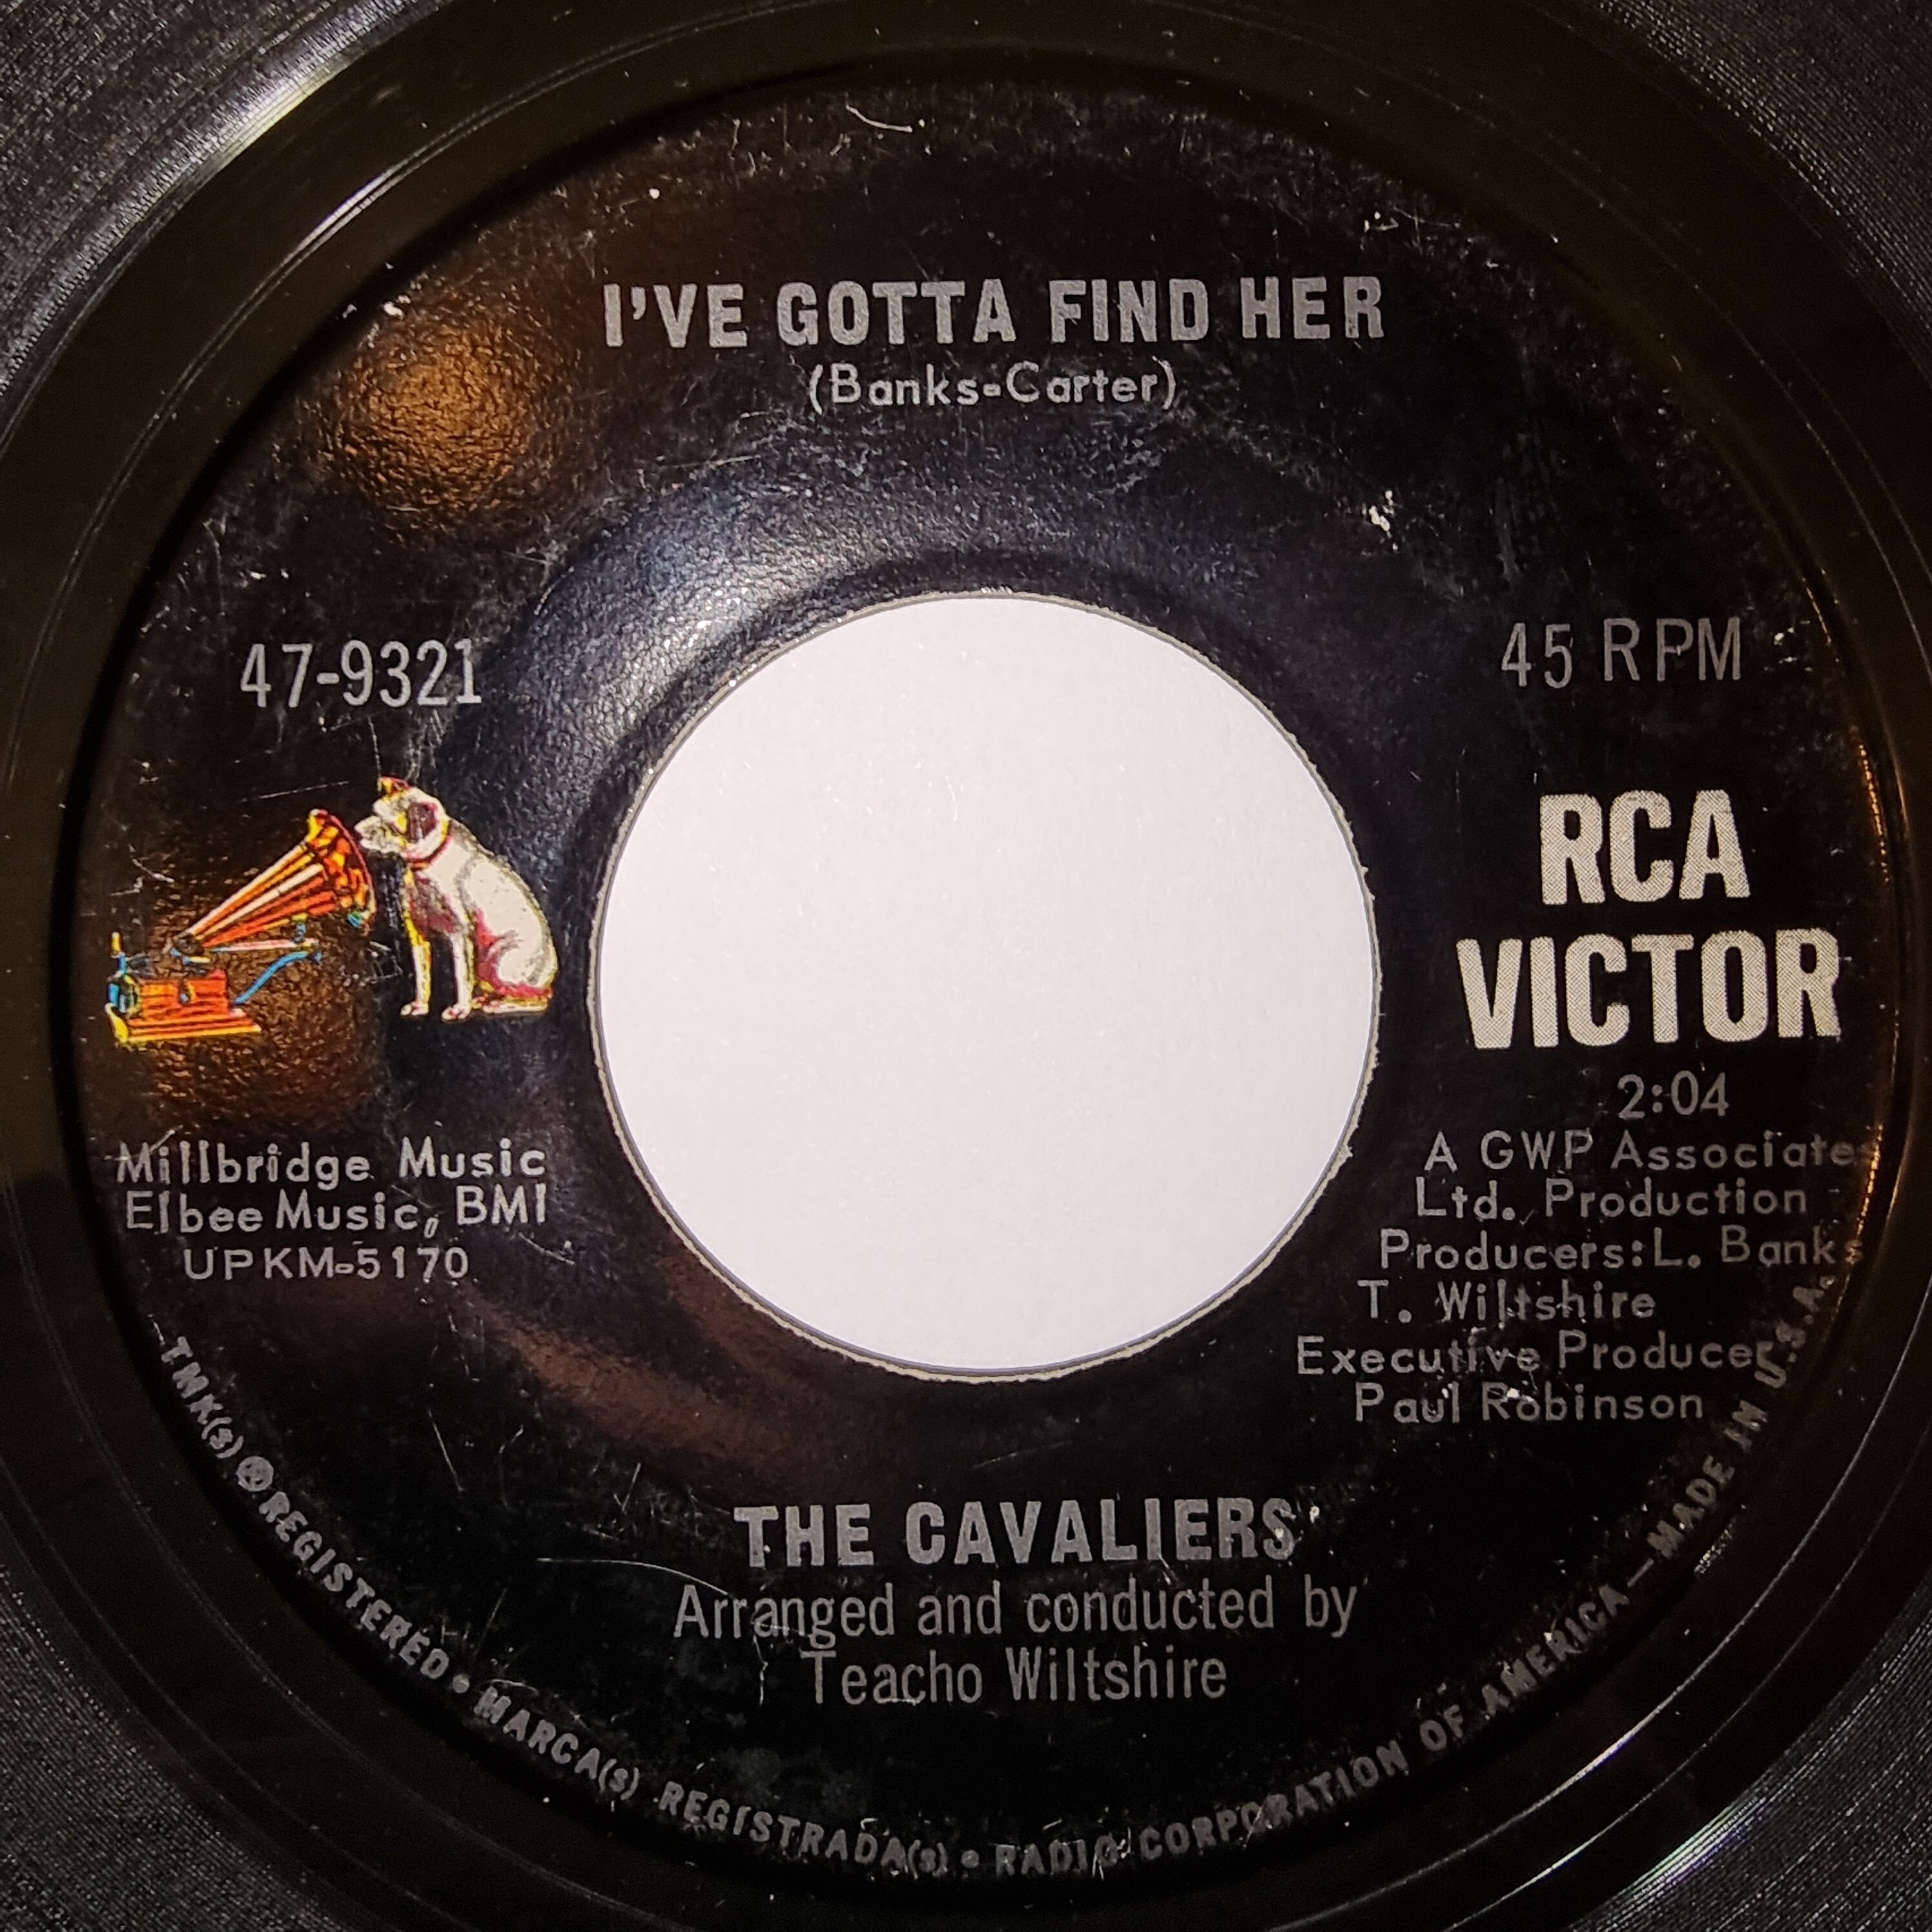 I'VE GOTTA FIND HER
(Banks-Carter)
47-9321
45 RPM
RCA
VICTOR
2:04
Millbridge Music
Elbee Music, BMI
UPKM-5170
A GWP Associates
Ltd. Production
Producers: L. Banks
T. Wiltshire
Executive Producer
Paul Robinson
THE CAVALIERS
Arranged and conducted by
Teacho Wiltshire
TMK(s) ® REGISTERED • MARCA(s) REGISTRADA(s) • RADIO CORPORATION OF AMERICA—MADE IN U.S.A.